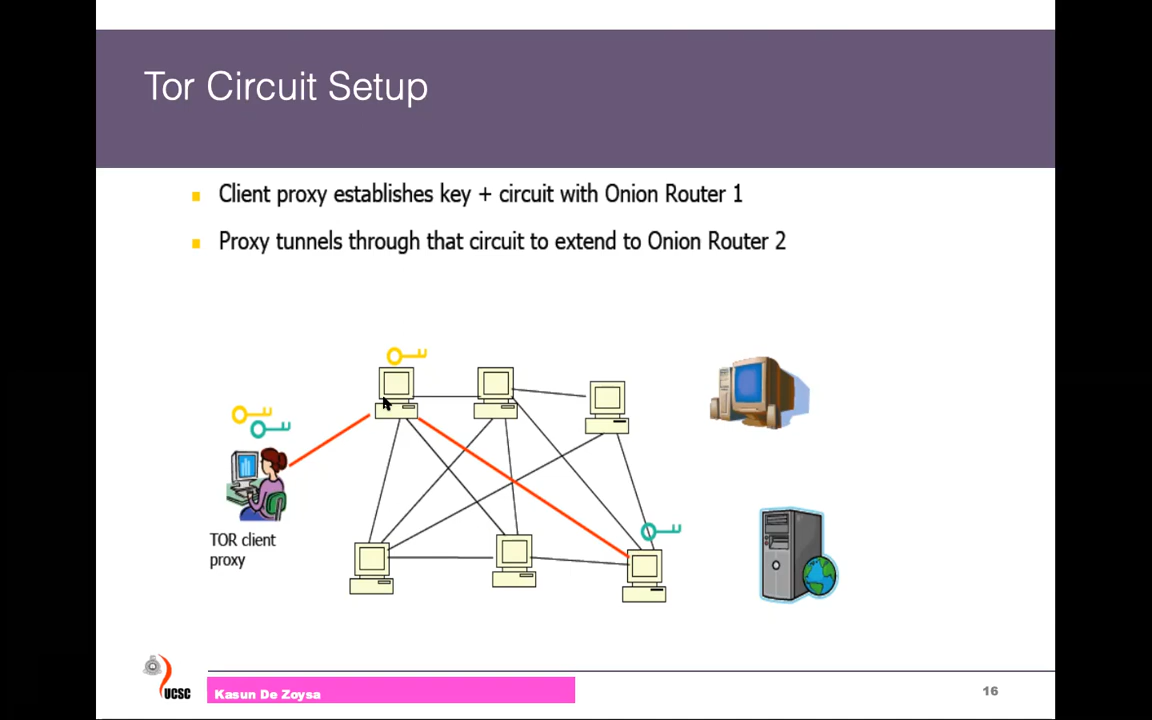 Tor Circuit Setup
Client proxy establishes key + circuit with Onion Router 1
Proxy tunnels through that circuit to extend to Onion Router 2
TOR client
proxy
UCSC
Kasun De Zoysa
16